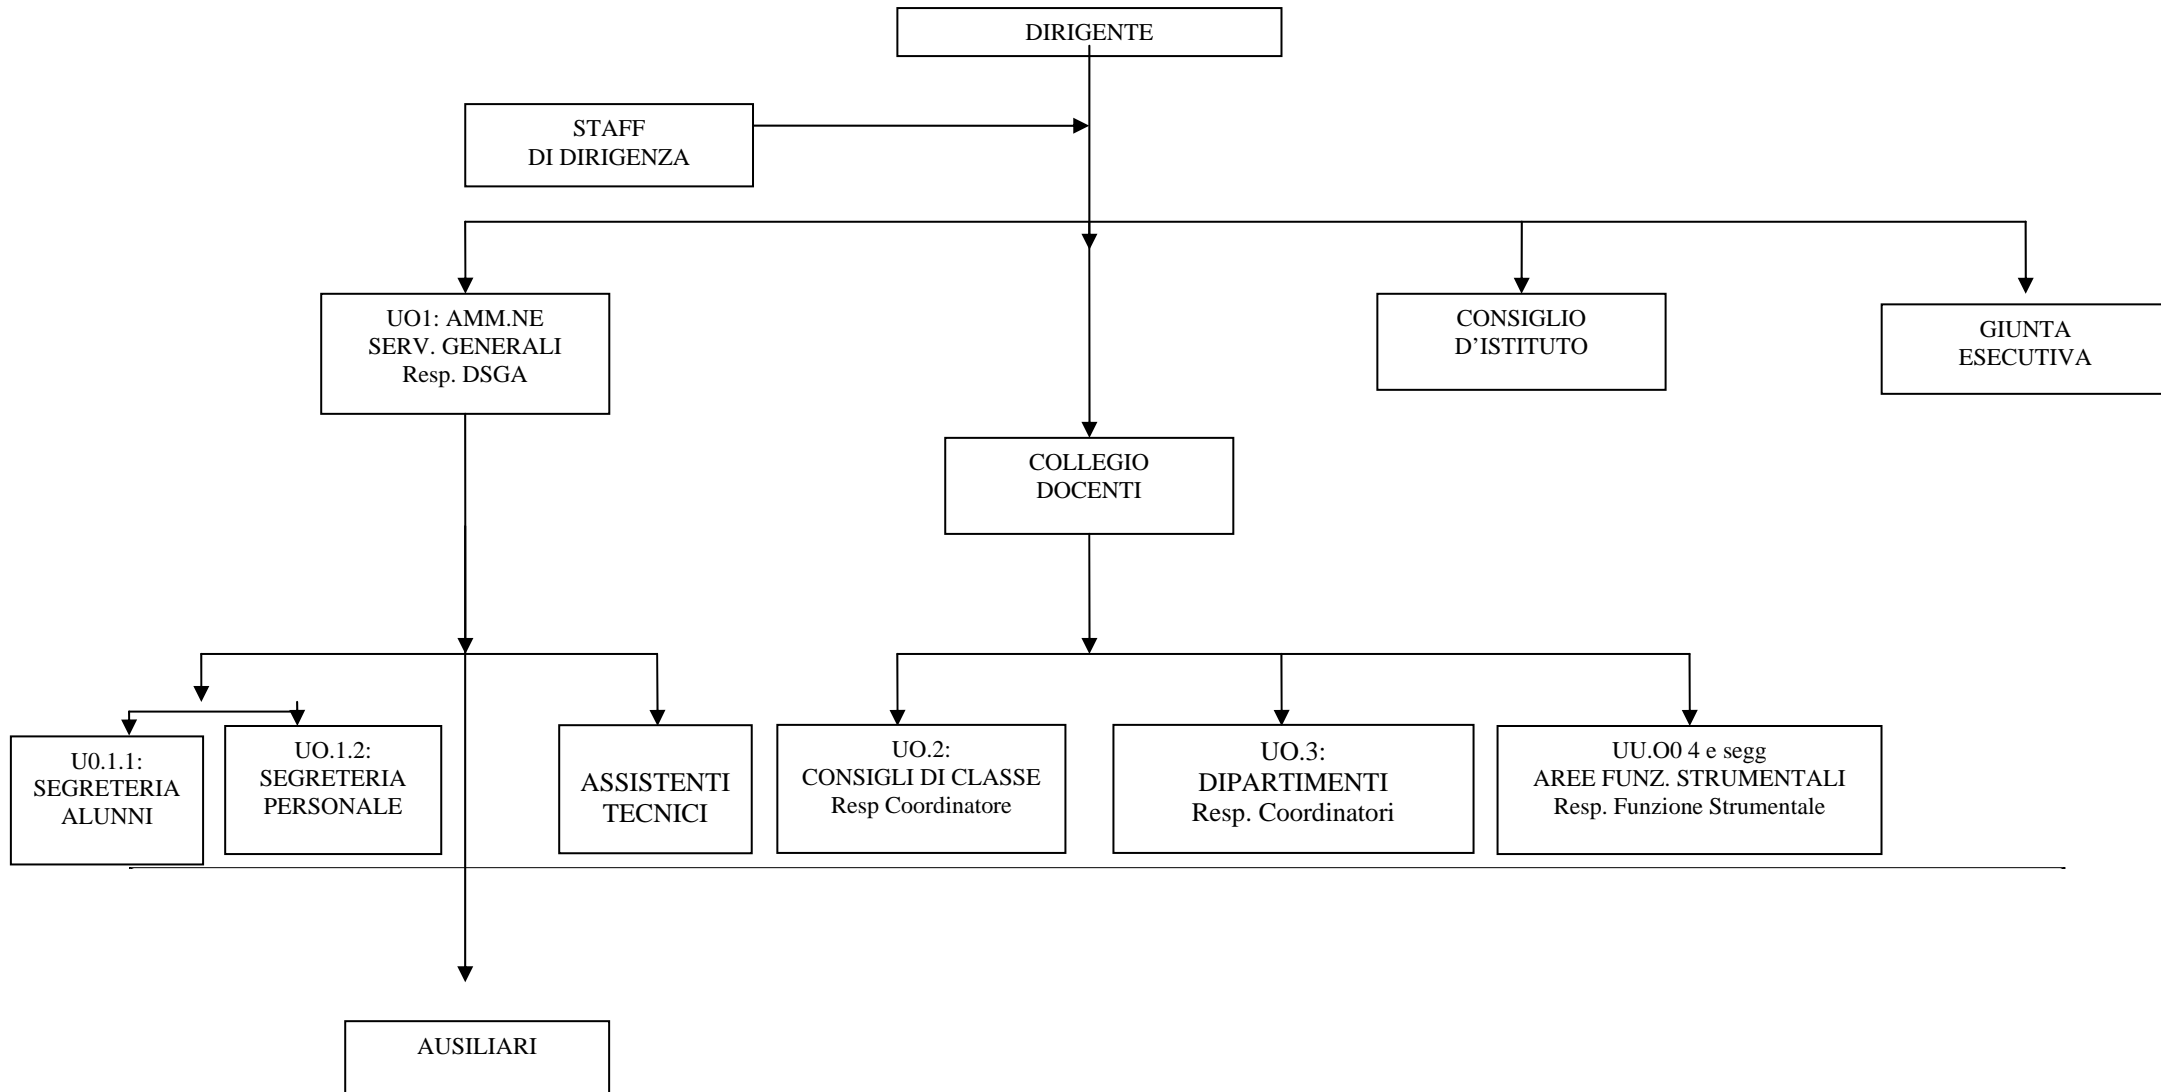 DIRIGENTE
STAFF
DI DIRIGENZA
UO1: AMM.NE
SERV. GENERALI
Resp. DSGA
CONSIGLIO
D’ISTITUTO
GIUNTA
ESECUTIVA
COLLEGIO
DOCENTI
U0.1.1:
SEGRETERIA
ALUNNI
UO.1.2:
SEGRETERIA
PERSONALE
ASSISTENTI
TECNICI
UO.2:
CONSIGLI DI CLASSE
Resp Coordinatore
UO.3:
DIPARTIMENTI
Resp. Coordinatori
UU.O0 4 e segg
AREE FUNZ. STRUMENTALI
Resp. Funzione Strumentale
AUSILIARI